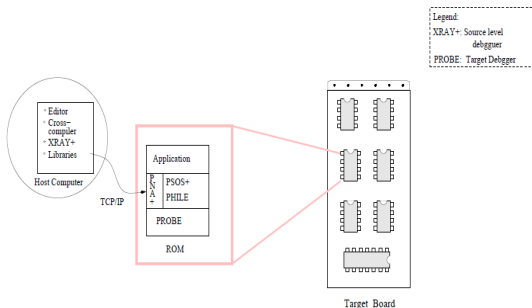 Legend:
XRAY+: Source level
debgguer
PROBE: Target Debgger
Editor
Cross-
compiler
XRAY+
Libraries
Host Computer
TCP/IP
Application
P
N
A
+
PSOS+
PHILE
PROBE
ROM
Target Board